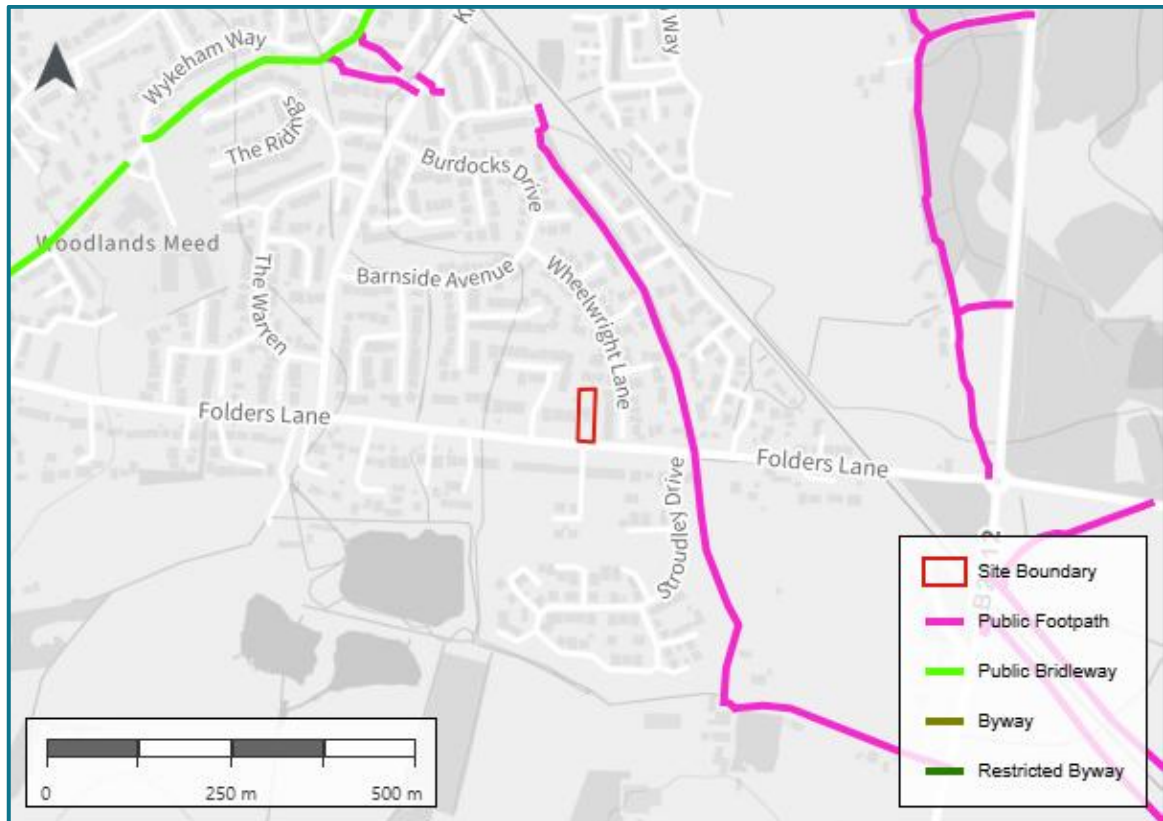 Way
Wykeham Way
The Ridings
Burdocks Drive
Woodlands Meed
Barnside Avenue
The Warren
Wheelwright Lane
Folders Lane
Folders Lane
Stroudley Drive
Site Boundary
Public Footpath
Public Bridleway
Byway
Restricted Byway
0
250 m
500 m